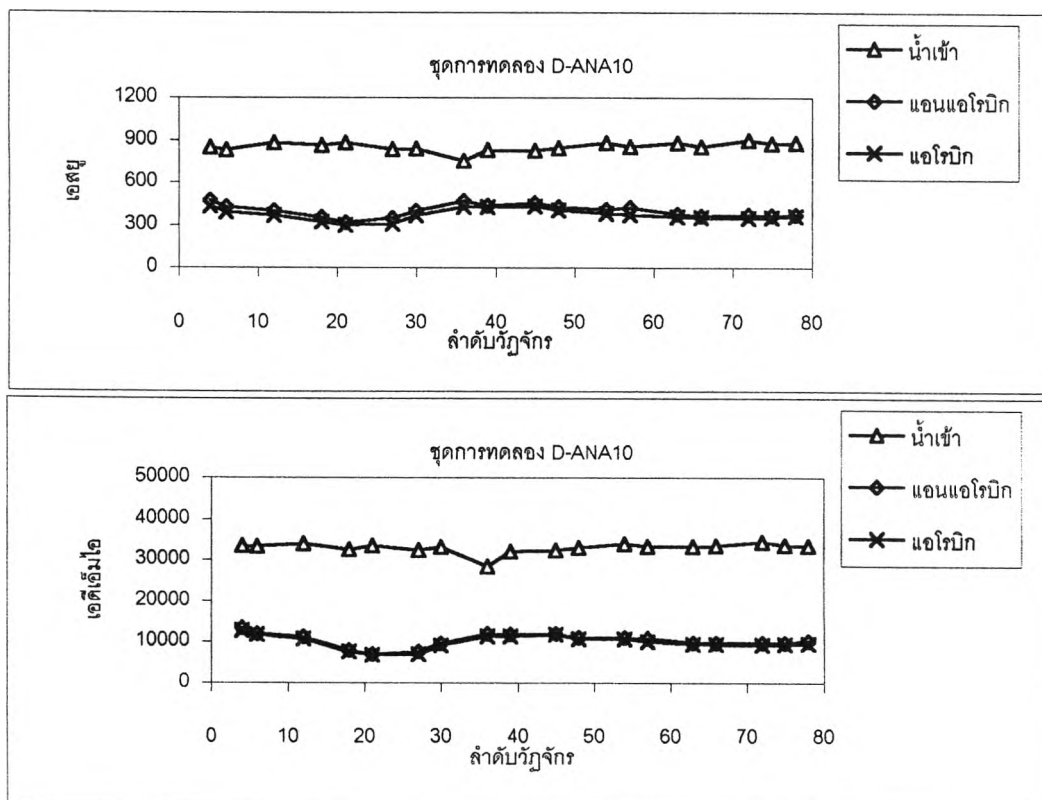 ชุดการทดลอง D-ANA10
น้ำเข้า
แอนแอโรบิก
แอโรบิก
เอสยู
1200
900
600
300
0
0 10 20 30 40 50 60 70 80
ลำดับวัฏจักร
ชุดการทดลอง D-ANA10
น้ำเข้า
แอนแอโรบิก
แอโรบิก
เอดีเอ็มไอ
50000
40000
30000
20000
10000
0
0 10 20 30 40 50 60 70 80
ลำดับวัฏจักร